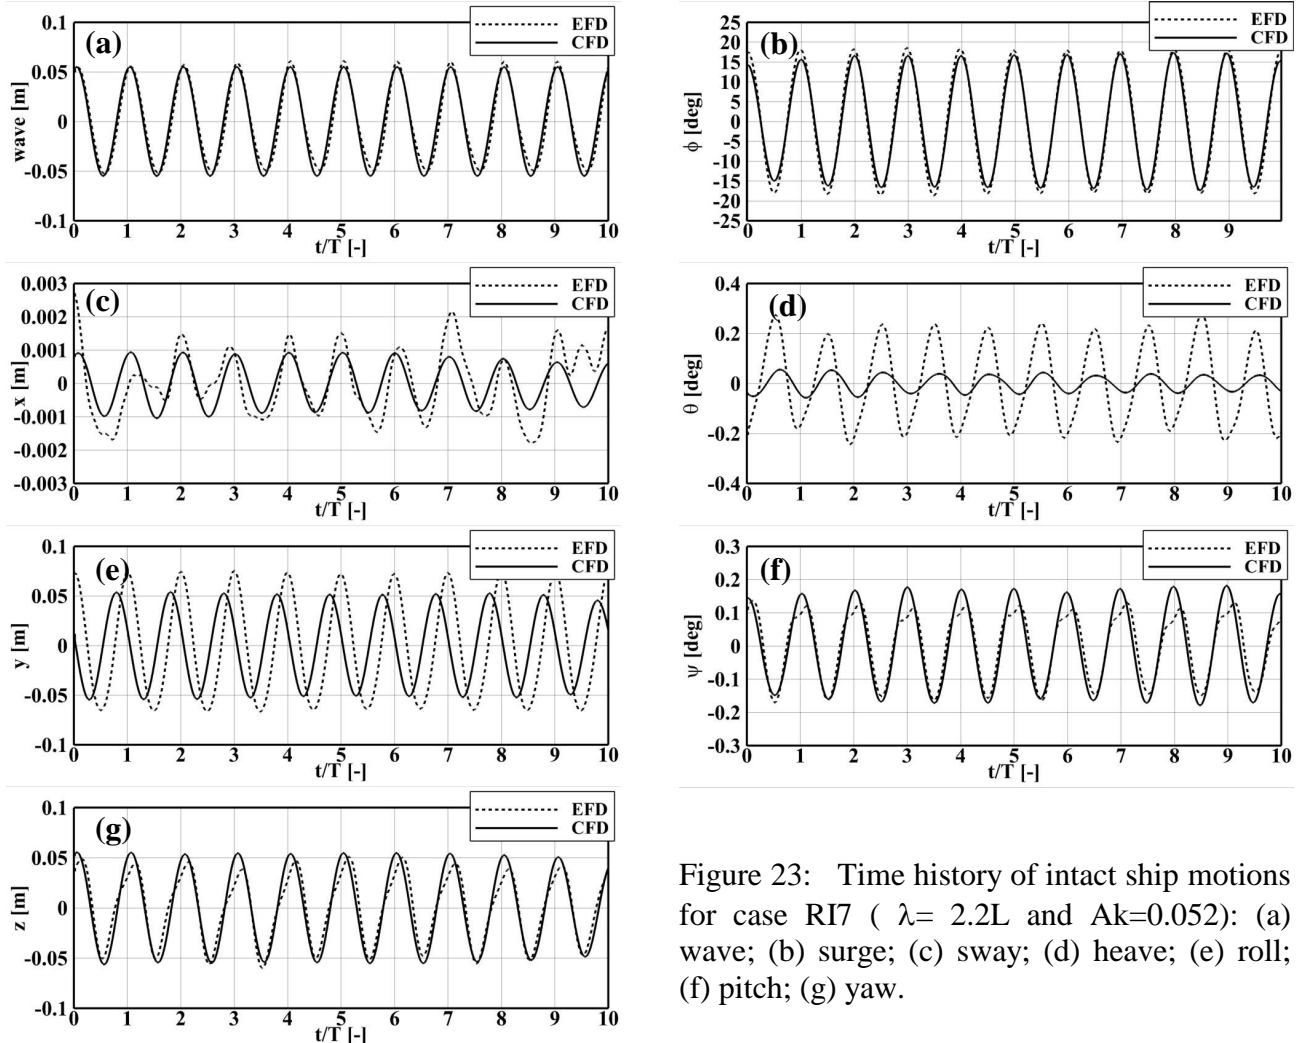 0.1
0.05
0
-0.05
-0.1
wave [m]
(a)
EFD
CFD
0 1 2 3 4 5 6 7 8 9 10
t/T [-]
25
20
15
10
5
0
-5
-10
-15
-20
-25
ϕ [deg]
(b)
EFD
CFD
0 1 2 3 4 5 6 7 8 9 10
t/T [-]
0.003
0.002
0.001
0
-0.001
-0.002
-0.003
x [m]
(c)
EFD
CFD
0 1 2 3 4 5 6 7 8 9 10
t/T [-]
0.4
0.2
0
-0.2
-0.4
θ [deg]
(d)
EFD
CFD
0 1 2 3 4 5 6 7 8 9 10
t/T [-]
0.1
0.05
0
-0.05
-0.1
y [m]
(e)
EFD
CFD
0 1 2 3 4 5 6 7 8 9 10
t/T [-]
0.3
0.2
0.1
0
-0.1
-0.2
-0.3
ψ [deg]
(f)
EFD
CFD
0 1 2 3 4 5 6 7 8 9 10
t/T [-]
0.1
0.05
0
-0.05
-0.1
z [m]
(g)
EFD
CFD
0 1 2 3 4 5 6 7 8 9 10
t/T [-]
Figure 23: Time history of intact ship motions
for case RI7 ( λ= 2.2L and Ak=0.052): (a)
wave; (b) surge; (c) sway; (d) heave; (e) roll;
(f) pitch; (g) yaw.